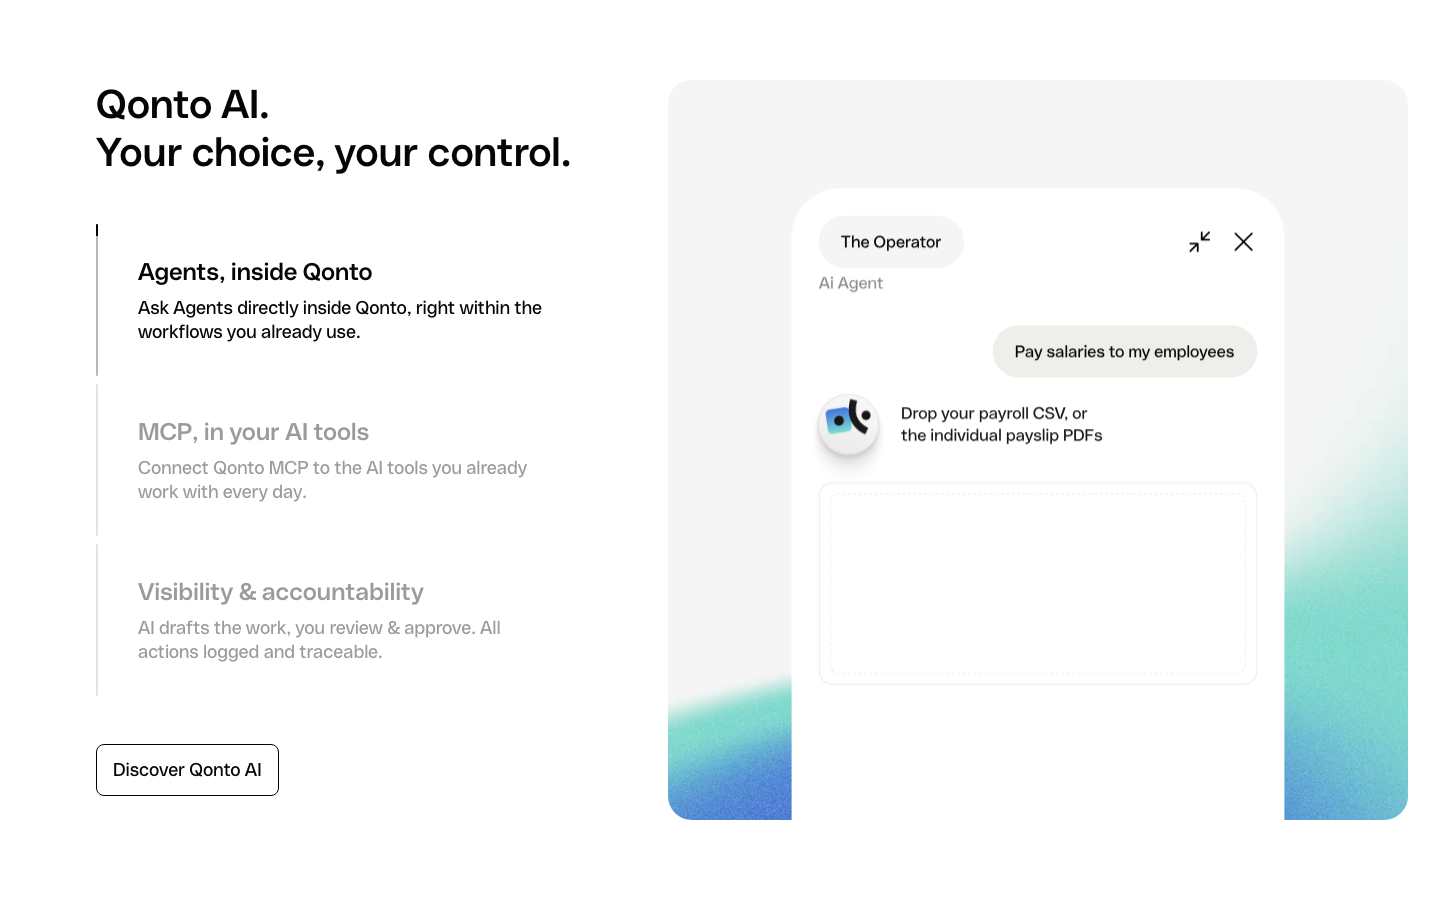 Qonto AI.
Your choice, your control.
Agents, inside Qonto
Ask Agents directly inside Qonto, right within the
workflows you already use.
MCP, in your AI tools
Connect Qonto MCP to the AI tools you already
work with every day.
Visibility & accountability
AI drafts the work, you review & approve. All
actions logged and traceable.
Discover Qonto AI
The Operator
Ai Agent
Pay salaries to my employees
Drop your payroll CSV, or
the individual payslip PDFs